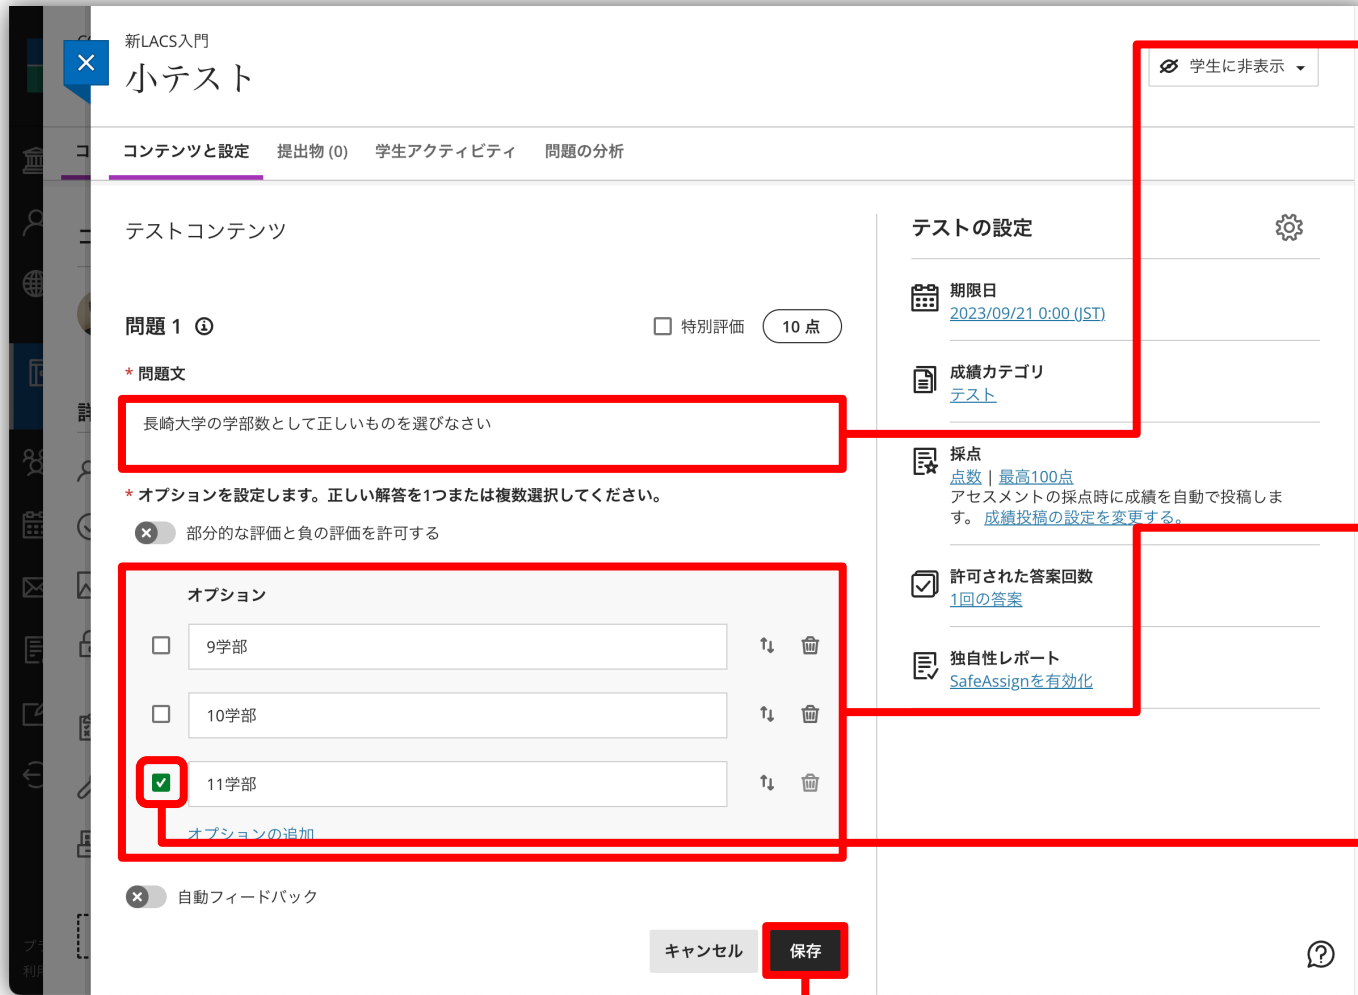 新LACS入門
小テスト
学生に非表示
コンテンツと設定
提出物 (0)
学生アクティビティ
問題の分析
テストコンテンツ
問題 1
特別評価
10 点
* 問題文
長崎大学の学部数として正しいものを選びなさい
* オプションを設定します。正しい解答を1つまたは複数選択してください。
部分的な評価と負の評価を許可する
オプション
9学部
10学部
11学部
オプションの追加
自動フィードバック
キャンセル
保存
テストの設定
期限日
2023/09/21 0:00 (JST)
成績カテゴリ
テスト
採点
点数 | 最高100点
アセスメントの採点時に成績を自動で投稿しま
す。 成績投稿の設定を変更する。
許可された答案回数
1回の答案
独自性レポート
SafeAssignを有効化